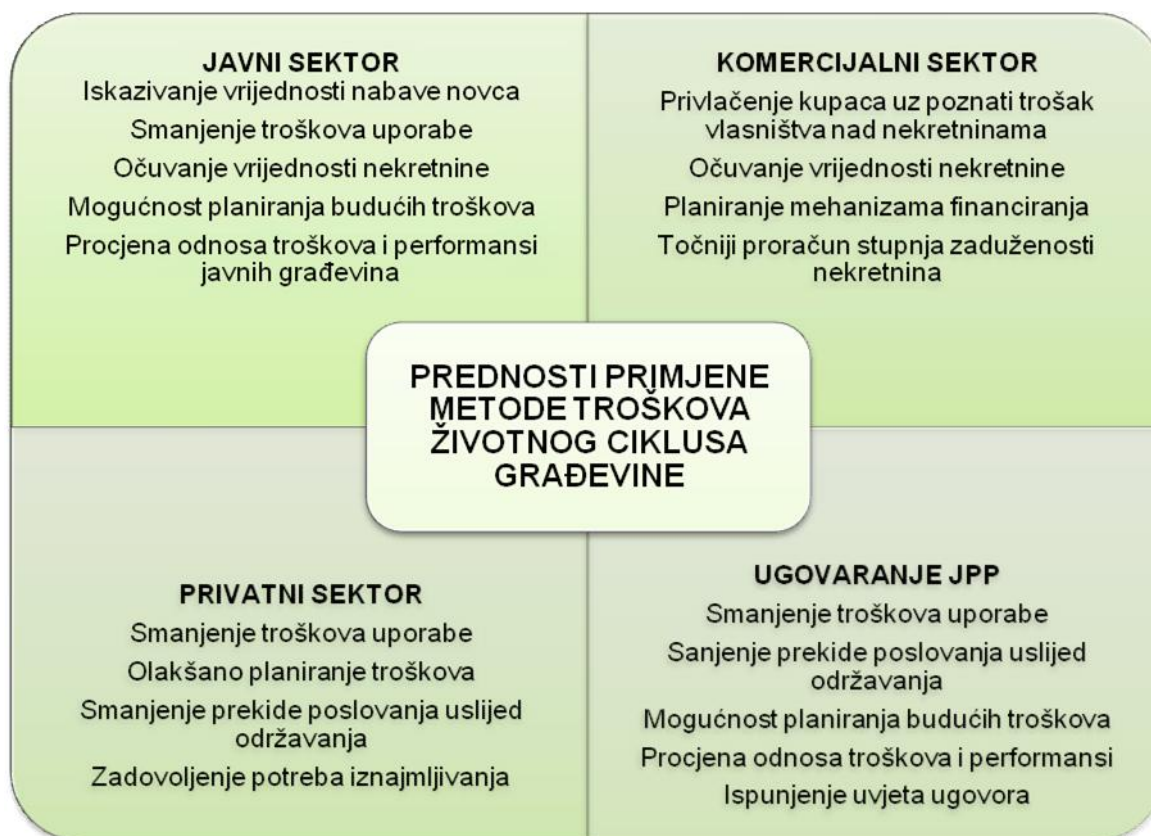 JAVNI SEKTOR
Iskazivanje vrijednosti nabave novca
Smanjenje troškova uporabe
Očuvanje vrijednosti nekretnine
Mogućnost planiranja budućih troškova
Procjena odnosa troškova i performansi
javnih građevina
KOMERCIJALNI SEKTOR
Privlačenje kupaca uz poznati trošak
vlasništva nad nekretninama
Očuvanje vrijednosti nekretnine
Planiranje mehanizama financiranja
Točniji proračun stupnja zaduženosti
nekretnina
PREDNOSTI PRIMJENE
METODE TROŠKOVA
ŽIVOTNOG CIKLUSA
GRAĐEVINE
PRIVATNI SEKTOR
Smanjenje troškova uporabe
Olakšano planiranje troškova
Smanjenje prekide poslovanja uslijed
održavanja
Zadovoljenje potreba iznajmljivanja
UGOVARANJE JPP
Smanjenje troškova uporabe
Sanjenje prekide poslovanja uslijed
održavanja
Mogućnost planiranja budućih troškova
Procjena odnosa troškova i performansi
Ispunjenje uvjeta ugovora